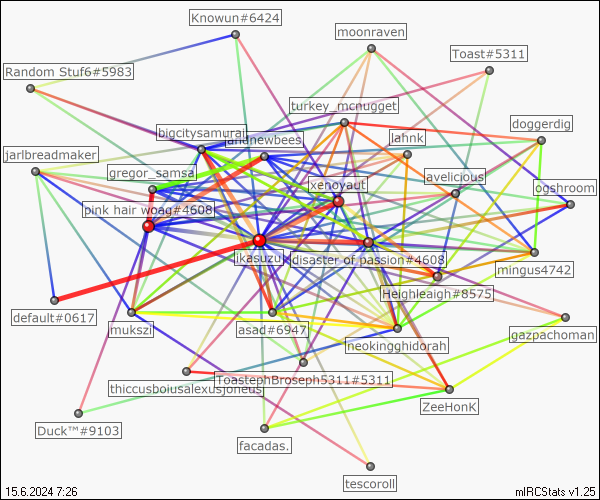 Knowun#6424
moonraven
Toast#5311
Random Stuf6#5983
turkey_mcnugget
doggerdig
bigcitysamurai
andnewbees
lahnk
jarlbreadmaker
gregor_samsa
avelicious
xenoyaut
ogshroom
pink hair woag#4608
ikasuzu
disaster of passion#4608
mingus4742
Heighleaigh#8575
default#0617
mukszi
asad#6947
neokingghidorah
gazpachoman
ToastephBroseph5311#5311
thiccusboiusalexusjoneus
ZeeHonK
Duck™#9103
facadas.
tescoroll
15.6.2024 7:26
mIRCStats v1.25